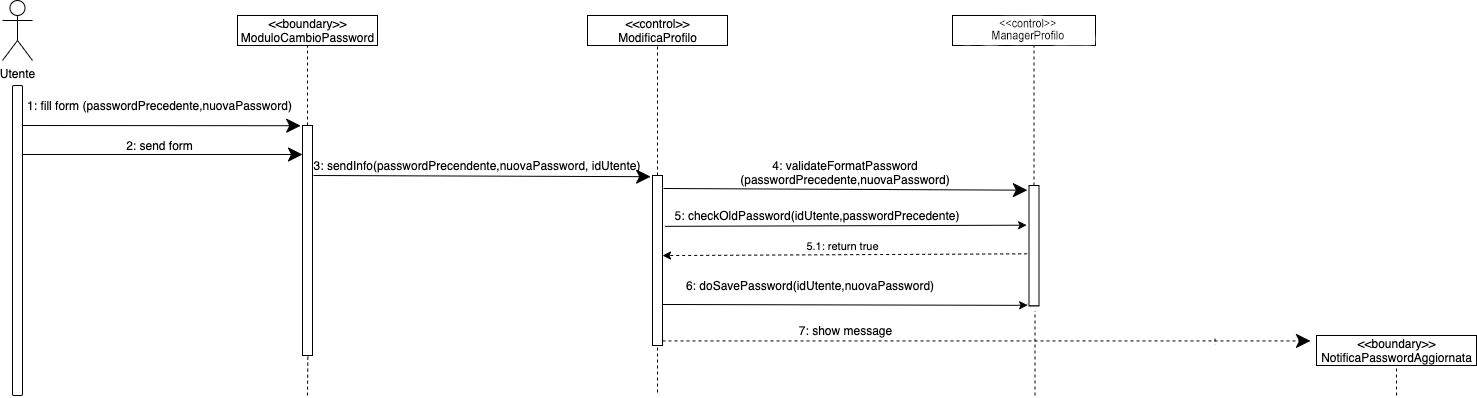 <<boundary>>
ModuloCambioPassword
<<control>>
ModificaProfilo
<<control>>
ManagerProfilo
Utente
1: fill form (passwordPrecedente,nuovaPassword)
2: send form
3: sendInfo(passwordPrecendente,nuovaPassword, idUtente)
4: validateFormatPassword
(passwordPrecedente,nuovaPassword)
5: checkOldPassword(idUtente,passwordPrecedente)
5.1: return true
6: doSavePassword(idUtente,nuovaPassword)
7: show message
<<boundary>>
NotificaPasswordAggiornata